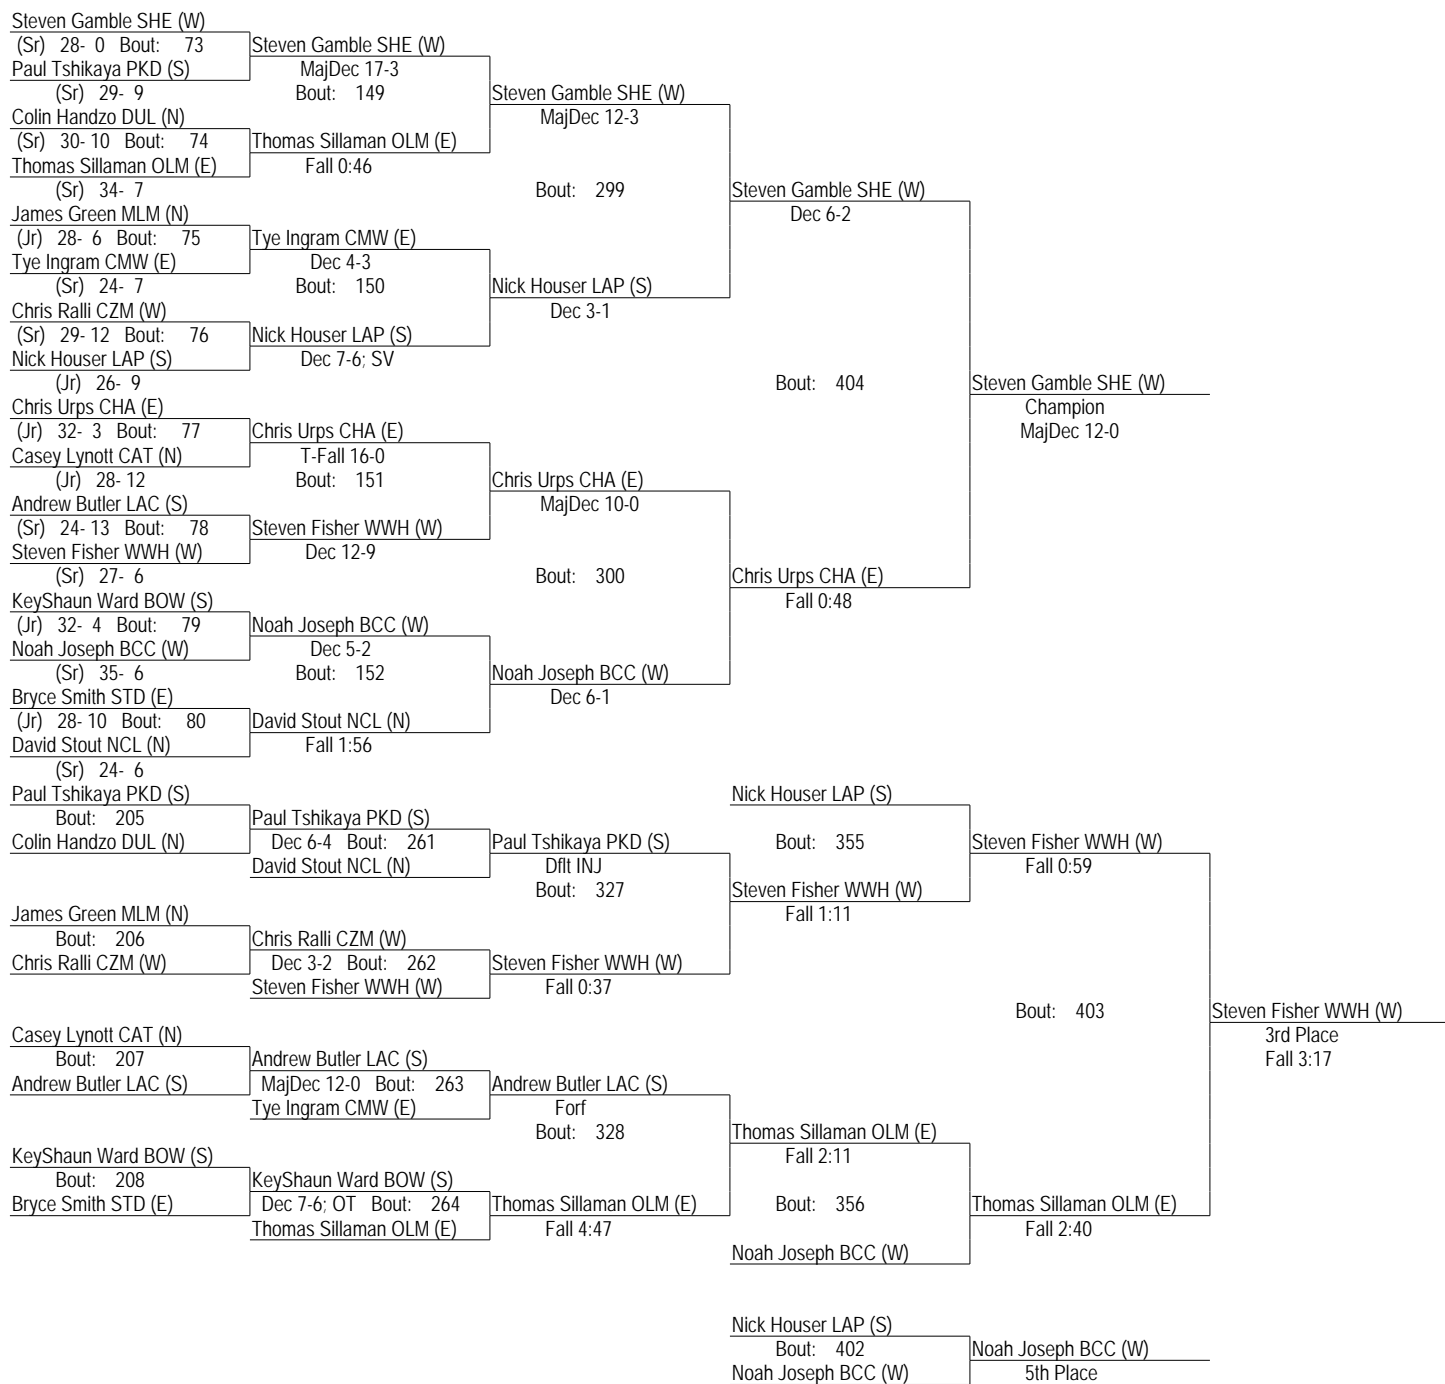 Steven Gamble SHE (W)
(Sr) 28- 0 Bout: 73
Paul Tshikaya PKD (S)
(Sr) 29- 9
Colin Handzo DUL (N)
(Sr) 30- 10 Bout: 74
Thomas Sillaman OLM (E)
(Sr) 34- 7
James Green MLM (N)
(Jr) 28- 6 Bout: 75
Tye Ingram CMW (E)
(Sr) 24- 7
Chris Ralli CZM (W)
(Sr) 29- 12 Bout: 76
Nick Houser LAP (S)
(Jr) 26- 9
Chris Urps CHA (E)
(Jr) 32- 3 Bout: 77
Casey Lynott CAT (N)
(Jr) 28- 12
Andrew Butler LAC (S)
(Sr) 24- 13 Bout: 78
Steven Fisher WWH (W)
(Sr) 27- 6
KeyShaun Ward BOW (S)
(Jr) 32- 4 Bout: 79
Noah Joseph BCC (W)
(Sr) 35- 6
Bryce Smith STD (E)
(Jr) 28- 10 Bout: 80
David Stout NCL (N)
(Sr) 24- 6
Steven Gamble SHE (W)
MajDec 17-3
Bout: 149
Thomas Sillaman OLM (E)
Fall 0:46
Tye Ingram CMW (E)
Dec 4-3
Bout: 150
Nick Houser LAP (S)
Dec 7-6; SV
Chris Urps CHA (E)
T-Fall 16-0
Bout: 151
Steven Fisher WWH (W)
Dec 12-9
Noah Joseph BCC (W)
Dec 5-2
Bout: 152
David Stout NCL (N)
Fall 1:56
Steven Gamble SHE (W)
MajDec 12-3
Bout: 299
Nick Houser LAP (S)
Dec 3-1
Chris Urps CHA (E)
MajDec 10-0
Bout: 300
Noah Joseph BCC (W)
Dec 6-1
Steven Gamble SHE (W)
Dec 6-2
Bout: 404
Chris Urps CHA (E)
Fall 0:48
Steven Gamble SHE (W)
Champion
MajDec 12-0
Paul Tshikaya PKD (S)
Bout: 205
Colin Handzo DUL (N)
James Green MLM (N)
Bout: 206
Chris Ralli CZM (W)
Casey Lynott CAT (N)
Bout: 207
Andrew Butler LAC (S)
KeyShaun Ward BOW (S)
Bout: 208
Bryce Smith STD (E)
Paul Tshikaya PKD (S)
Dec 6-4 Bout: 261
David Stout NCL (N)
Chris Ralli CZM (W)
Dec 3-2 Bout: 262
Steven Fisher WWH (W)
Andrew Butler LAC (S)
MajDec 12-0 Bout: 263
Tye Ingram CMW (E)
KeyShaun Ward BOW (S)
Dec 7-6; OT Bout: 264
Thomas Sillaman OLM (E)
Paul Tshikaya PKD (S)
Dflt INJ
Bout: 327
Steven Fisher WWH (W)
Fall 0:37
Andrew Butler LAC (S)
Forf
Bout: 328
Thomas Sillaman OLM (E)
Fall 4:47
Nick Houser LAP (S)
Bout: 355
Steven Fisher WWH (W)
Fall 1:11
Thomas Sillaman OLM (E)
Fall 2:11
Bout: 356
Noah Joseph BCC (W)
Steven Fisher WWH (W)
Fall 0:59
Bout: 403
Thomas Sillaman OLM (E)
Fall 2:40
Steven Fisher WWH (W)
3rd Place
Fall 3:17
Nick Houser LAP (S)
Bout: 402
Noah Joseph BCC (W)
Noah Joseph BCC (W)
5th Place